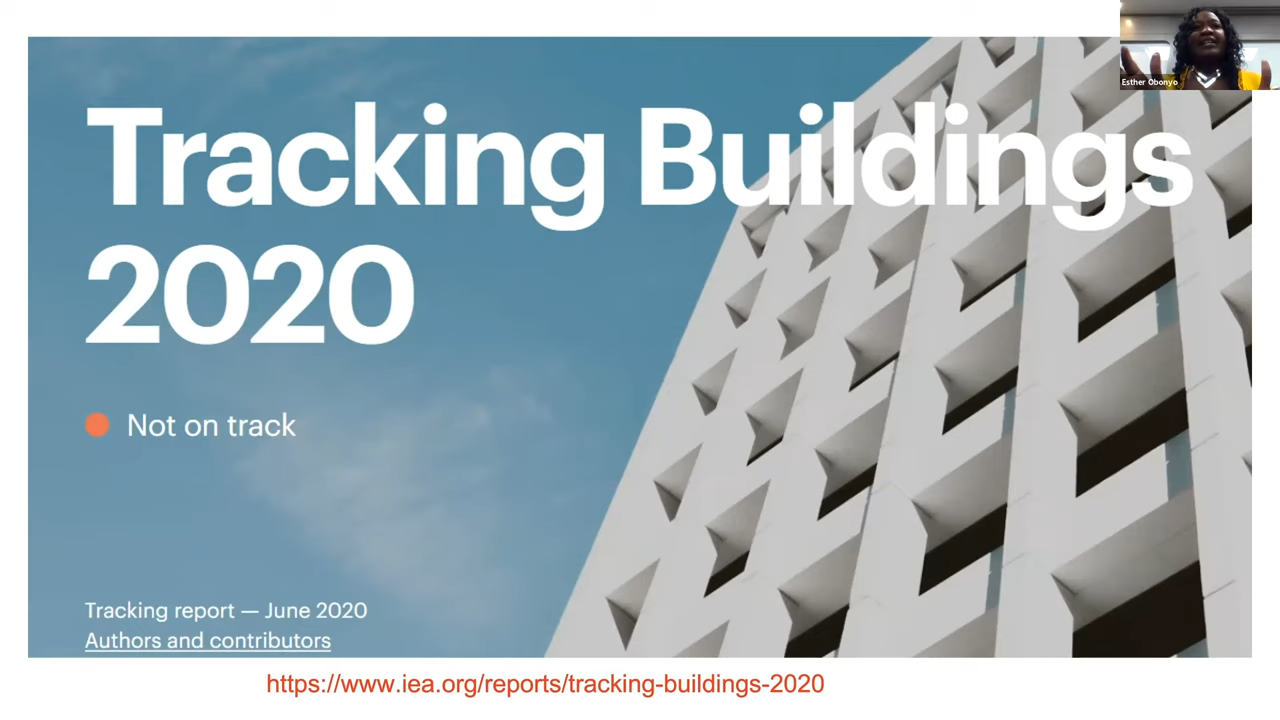 Esther Obonyo
Tracking Buildings
2020
Not on track
Tracking report — June 2020
Authors and contributors
https://www.iea.org/reports/tracking-buildings-2020